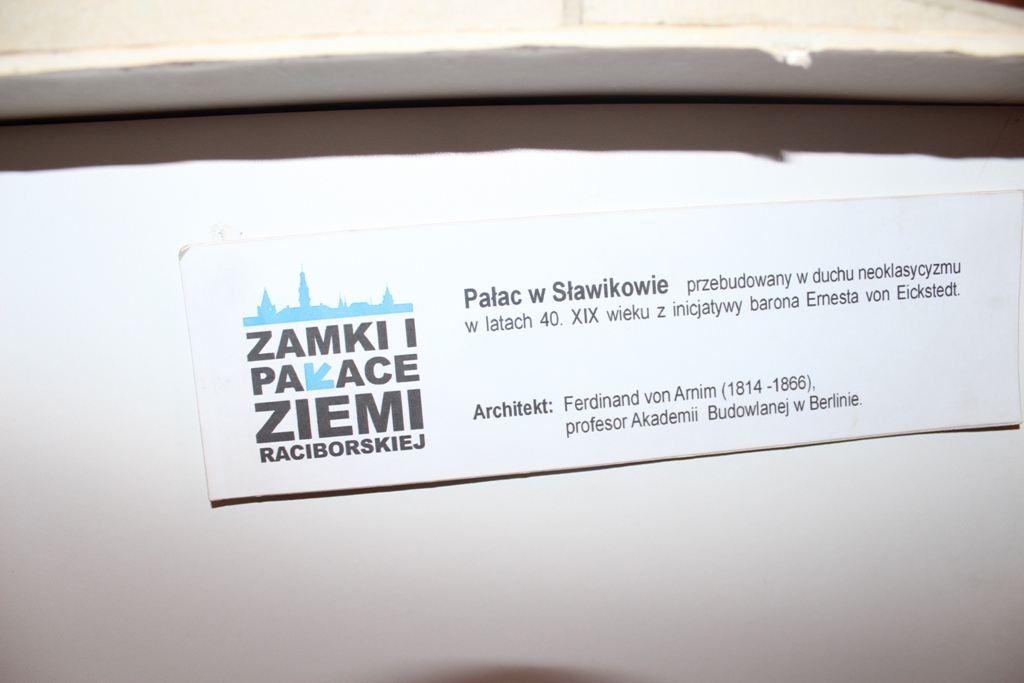 ZAMKI I
PAŁACE
ZIEMI
RACIBORSKIEJ
Pałac w Sławikowie przebudowany w duchu neoklasycyzmu
w latach 40. XIX wieku z inicjatywy barona Ernesta von Eickstedt.
Architekt: Ferdinand von Arnim (1814 -1866),
profesor Akademii Budowlanej w Berlinie.